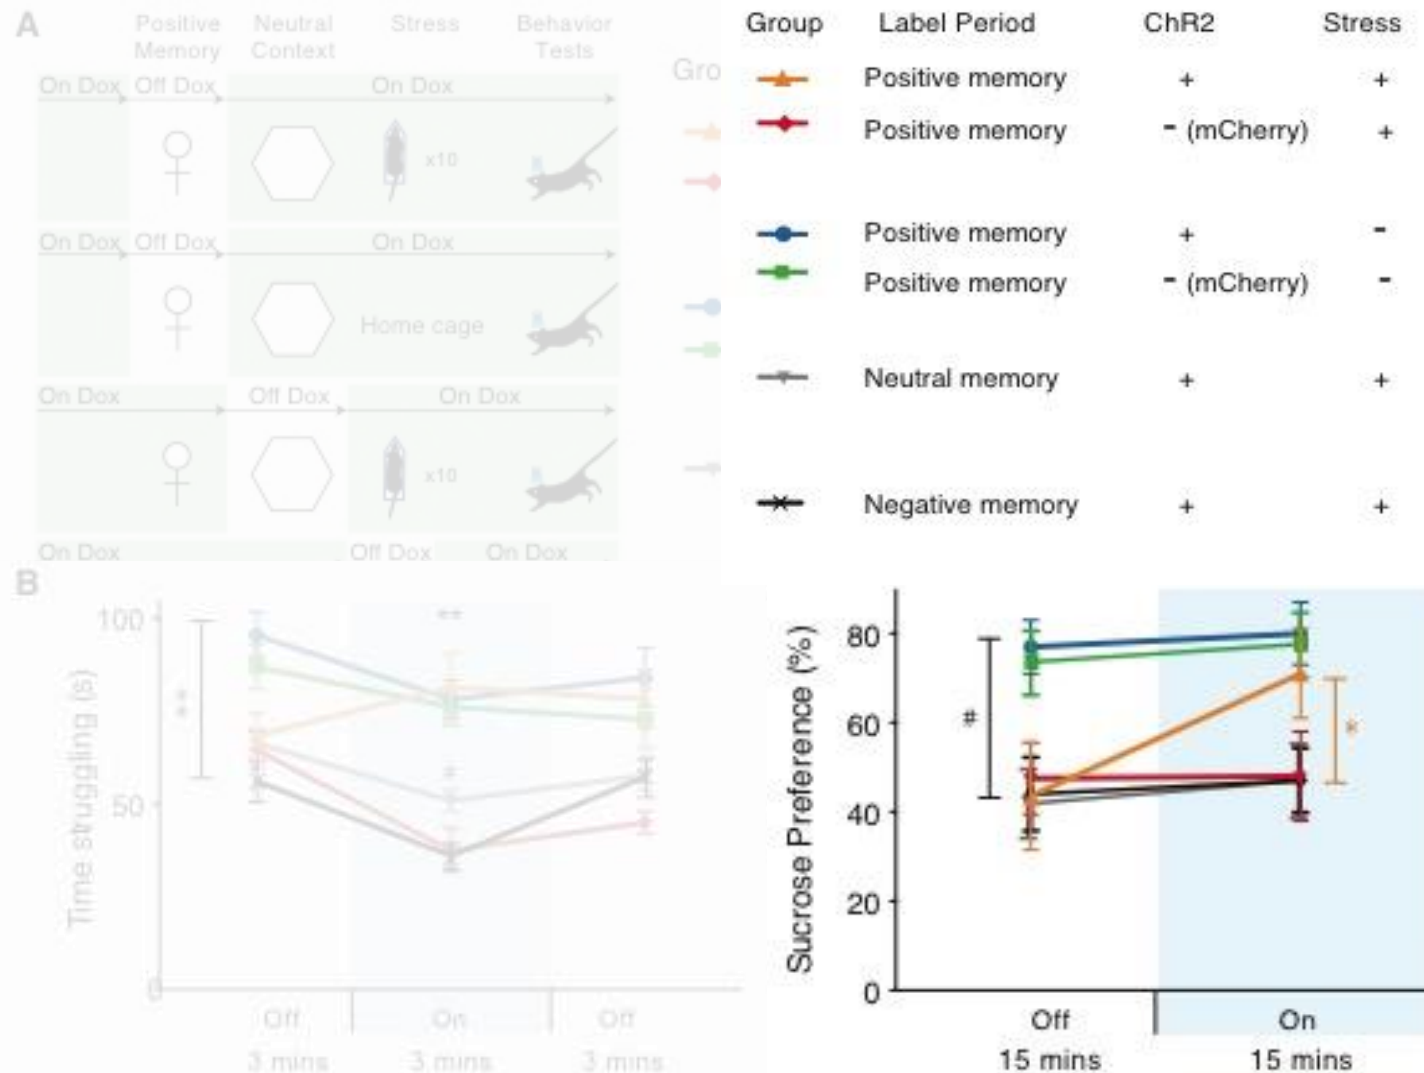 A
Positive Memory
Neutral Context
Stress
Behavior Tests
On Dox
Off Dox
On Dox
x10
On Dox
Off Dox
On Dox
Home cage
On Dox
Off Dox
On Dox
x10
On Dox
Off Dox
On Dox
Gro
Group Label Period ChR2 Stress
Positive memory + +
Positive memory - (mCherry) +
Positive memory + -
Positive memory - (mCherry) -
Neutral memory + +
Negative memory + +
B
Time struggling (s)
100
50
0
**
**
#
Off On Off
3 mins 3 mins 3 mins
Sucrose Preference (%)
80
60
40
20
0
#
*
Off On
15 mins 15 mins